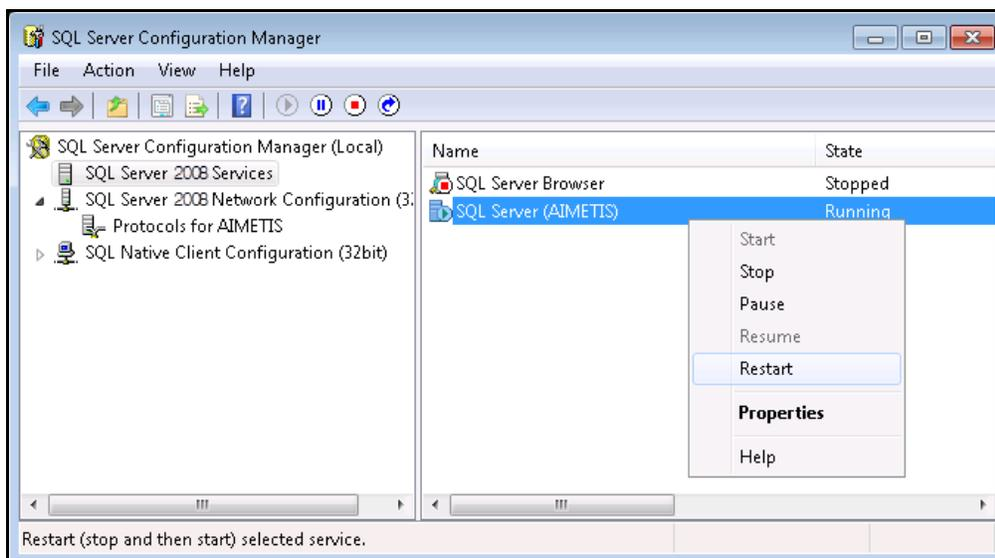 SQL Server Configuration Manager
File Action View Help
SQL Server Configuration Manager (Local)
SQL Server 2008 Services
SQL Server 2008 Network Configuration (3
Protocols for AIMETIS
SQL Native Client Configuration (32bit)
Name State
SQL Server Browser Stopped
SQL Server (AIMETIS) Running
Start
Stop
Pause
Resume
Restart
Properties
Help
Restart (stop and then start) selected service.